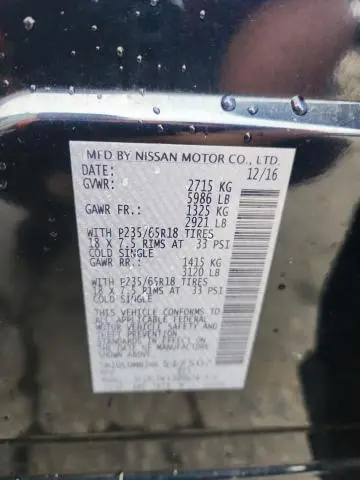 MFD BY NISSAN MOTOR CO., LTD.
DATE: 12/16
GVWR: 2715 KG
5986 LB
GAWR FR: 1325 KG
2921 LB
WITH P235/65R18 TIRES
18 X 7.5 RIMS AT 33 PSI
COLD SINGLE
GAWR RR: 1415 KG
3120 LB
WITH P235/65R18 TIRES
18 X 7.5 RIMS AT 33 PSI
COLD SINGLE
THIS VEHICLE CONFORMS TO
ALL APPLICABLE FEDERAL
MOTOR VEHICLE SAFETY AND
THEFT PREVENTION
STANDARDS IN EFFECT ON
THE DATE OF MANUFACTURE
SHOWN ABOVE